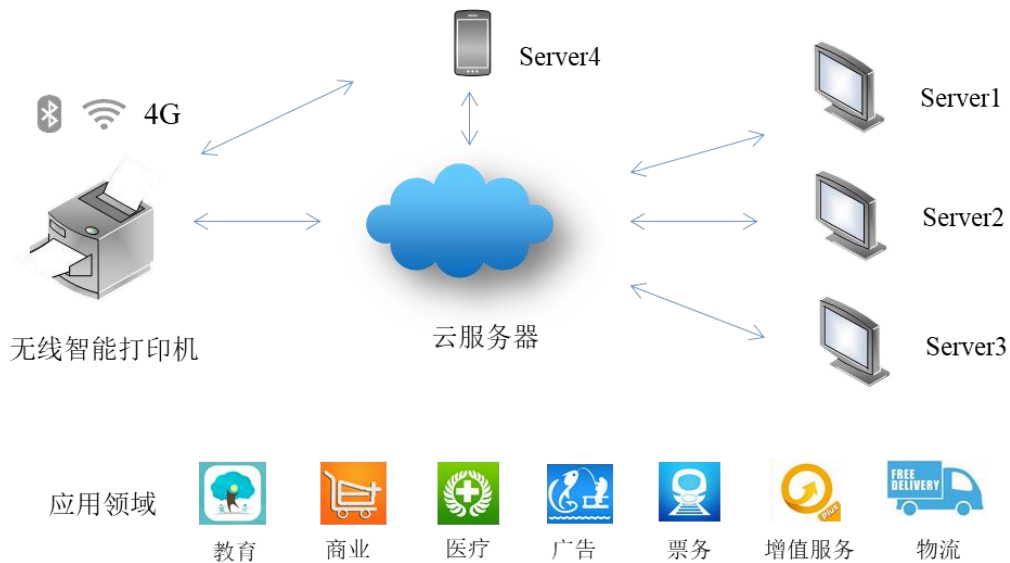 Server4
Server1
4G
Server2
云服务器
无线智能打印机
Server3
应用领域
FREE
DELIVERY
Plus
教育
商业
医疗
广告
票务
增值服务
物流